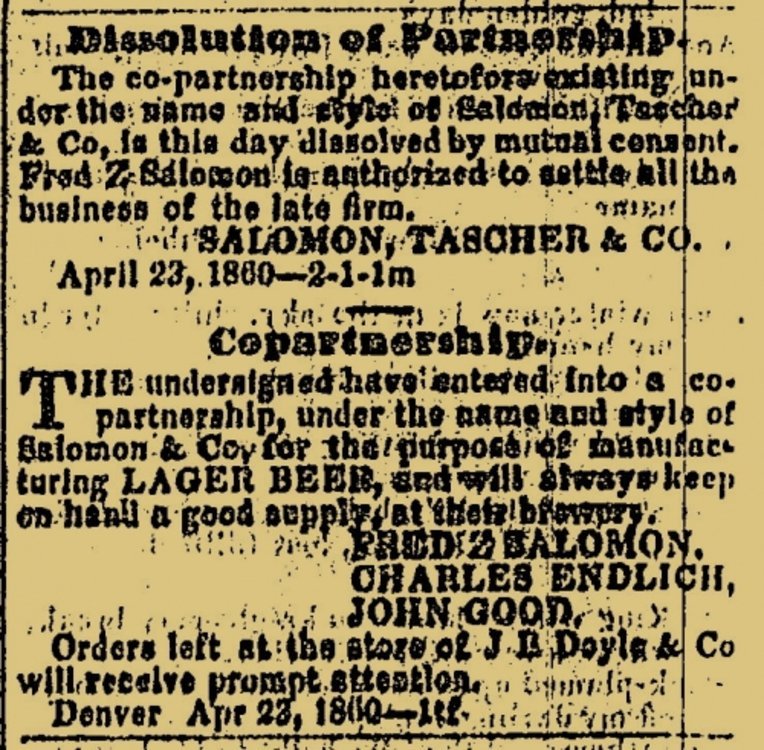 Dissolution of Partnership.
The co-partnership heretofore existing un-
der the name and style of Salomon, Tascher
& Co, is this day dissolved by mutual consent.
Fred Z Salomon is authorized to settle all the
business of the late firm.
SALOMON, TASCHER & CO.
April 23, 1860—2-1-1m
Copartnership.
THE undersigned have entered into a co-
partnership, under the name and style of
Salomon & Co, for the purpose of manufac-
turing LAGER BEER, and will always keep
on hand a good supply, at their brewery.
FRED Z SALOMON,
CHARLES ENDLICH,
JOHN GOOD.
Orders left at the store of J B Doyle & Co
will receive prompt attention.
Denver Apr 23, 1860—1tf